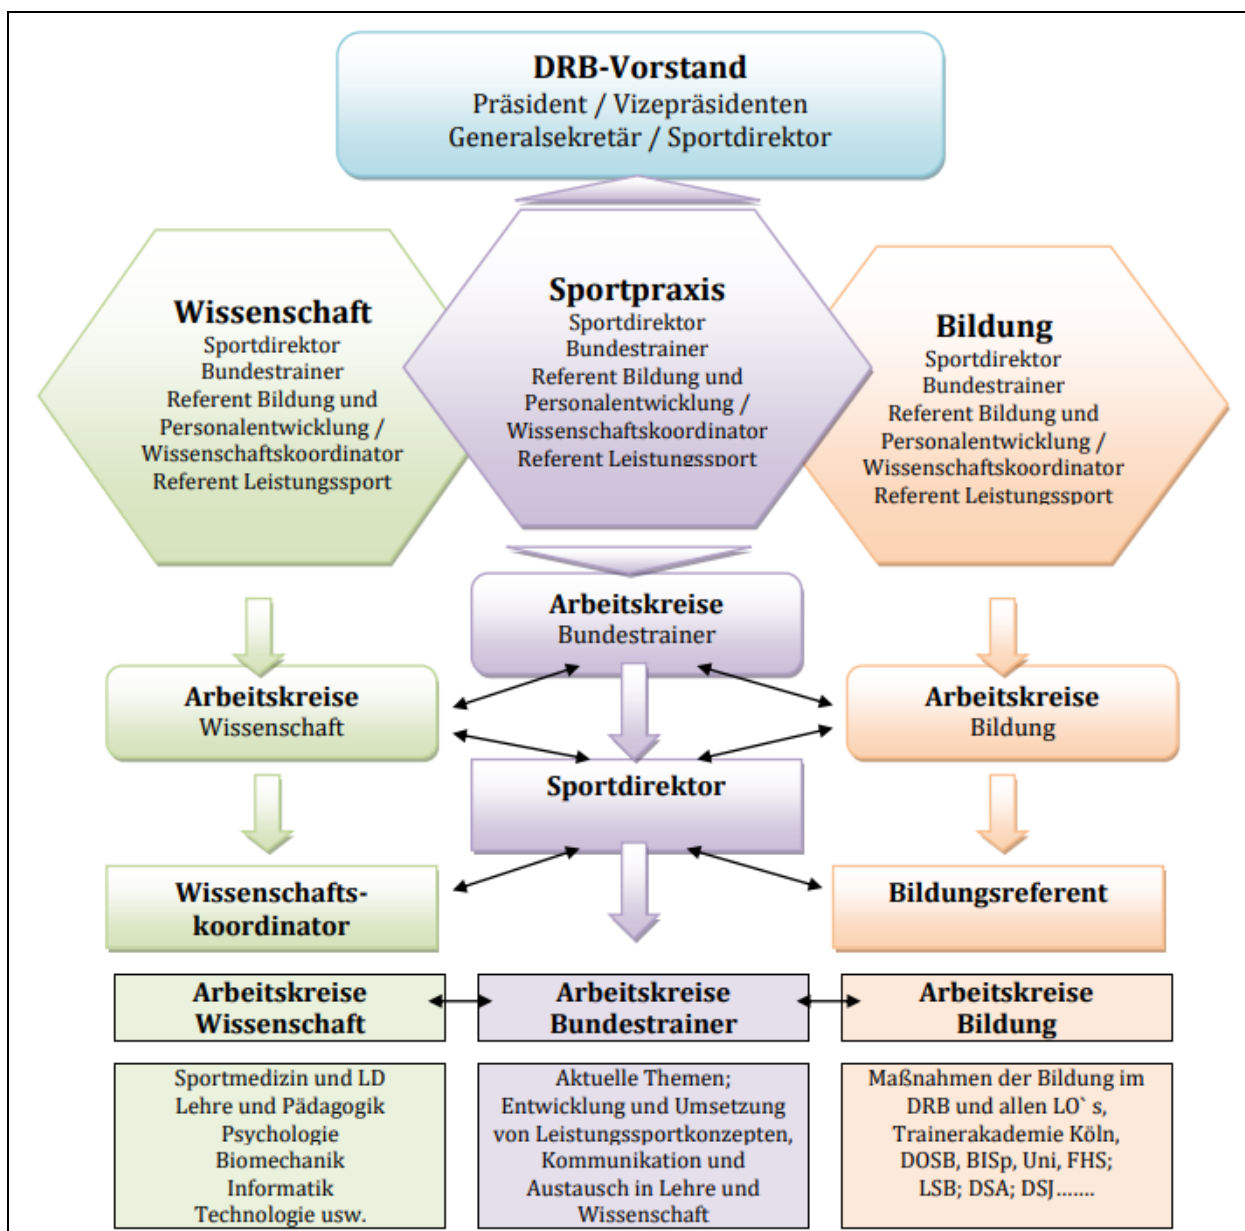 DRB-Vorstand
Präsident / Vizepräsidenten
Generalsekretär / Sportdirektor
Wissenschaft
Sportdirektor
Bundestrainer
Referent Bildung und
Personalentwicklung /
Wissenschaftskoordinator
Referent Leistungssport
Sportpraxis
Sportdirektor
Bundestrainer
Referent Bildung und
Personalentwicklung /
Wissenschaftskoordinator
Referent Leistungssport
Bildung
Sportdirektor
Bundestrainer
Referent Bildung und
Personalentwicklung /
Wissenschaftskoordinator
Referent Leistungssport
Arbeitskreise
Bundestrainer
Arbeitskreise
Wissenschaft
Arbeitskreise
Bildung
Sportdirektor
Wissenschafts-
koordinator
Bildungsreferent
Arbeitskreise
Wissenschaft
Arbeitskreise
Bundestrainer
Arbeitskreise
Bildung
Sportmedizin und LD
Lehre und Pädagogik
Psychologie
Biomechanik
Informatik
Technologie usw.
Aktuelle Themen;
Entwicklung und Umsetzung
von Leistungssportkonzepten,
Kommunikation und
Austausch in Lehre und
Wissenschaft
Maßnahmen der Bildung im
DRB und allen LO` s,
Trainerakademie Köln,
DOSB, BISp, Uni, FHS;
LSB; DSA; DSJ…….